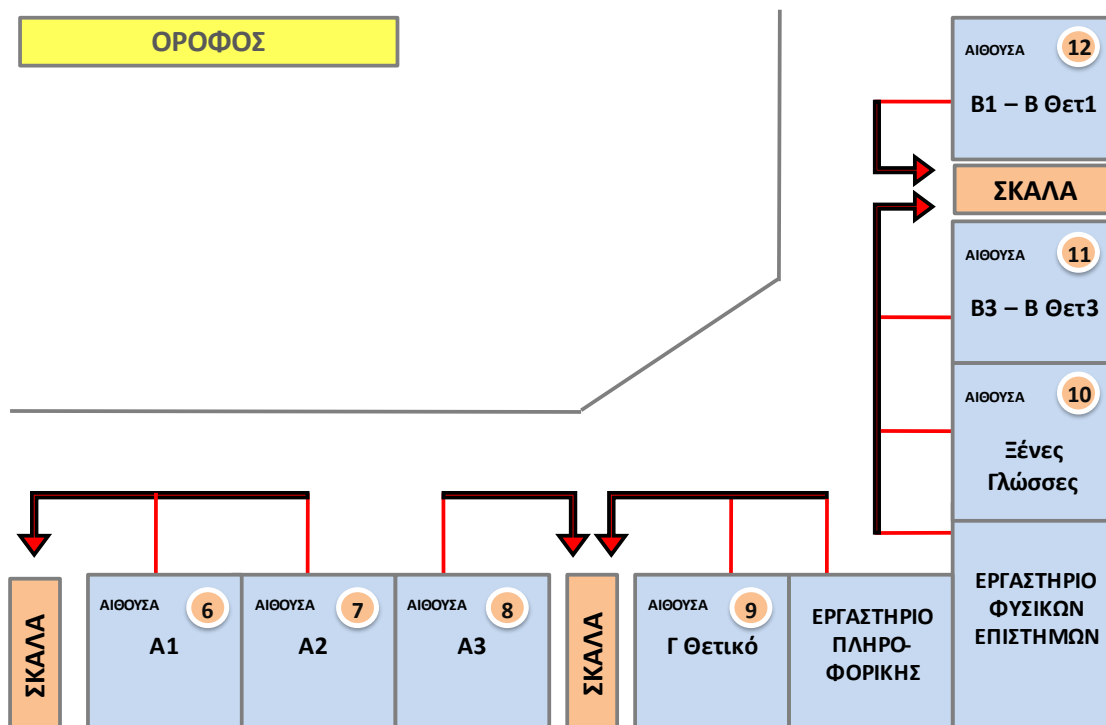 ΟΡΟΦΟΣ
ΑΙΘΟΥΣΑ 12
Β1 – Β Θετ1
ΣΚΑΛΑ
ΑΙΘΟΥΣΑ 11
Β3 – Β Θετ3
ΑΙΘΟΥΣΑ 10
Ξένες
Γλώσσες
ΕΡΓΑΣΤΗΡΙΟ
ΦΥΣΙΚΩΝ
ΕΠΙΣΤΗΜΩΝ
ΣΚΑΛΑ
ΑΙΘΟΥΣΑ 6
Α1
ΑΙΘΟΥΣΑ 7
Α2
ΑΙΘΟΥΣΑ 8
Α3
ΣΚΑΛΑ
ΑΙΘΟΥΣΑ 9
Γ Θετικό
ΕΡΓΑΣΤΗΡΙΟ
ΠΛΗΡΟ-
ΦΟΡΙΚΗΣ